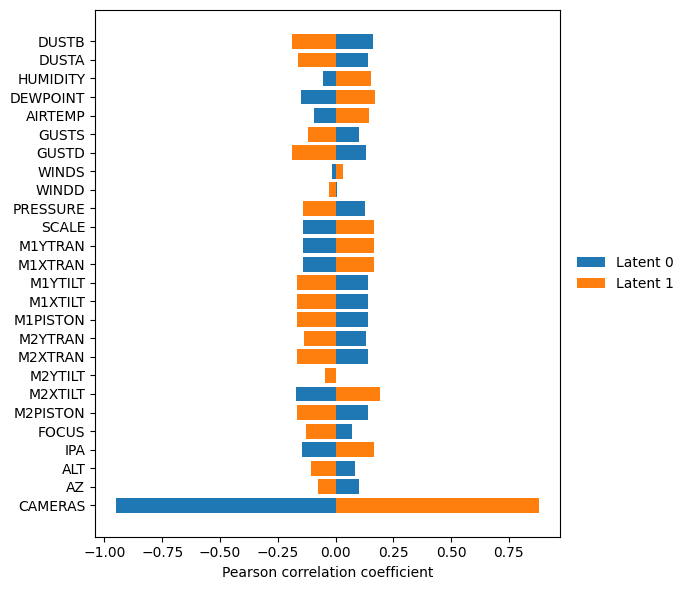 DUSTB
DUSTA
HUMIDITY
DEWPOINT
AIRTEMP
GUSTS
GUSTD
WINDS
WINDD
PRESSURE
SCALE
M1YTRAN
M1XTRAN
M1YTILT
M1XTILT
M1PISTON
M2YTRAN
M2XTRAN
M2YTILT
M2XTILT
M2PISTON
FOCUS
IPA
ALT
AZ
CAMERAS
−1.00 −0.75 −0.50 −0.25 0.00 0.25 0.50 0.75
Pearson correlation coefficient
Latent 0
Latent 1